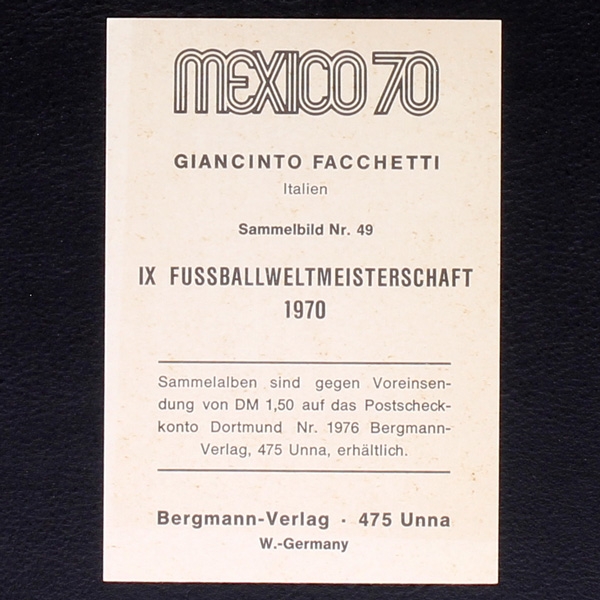 MEXICO 70
GIANCINTO FACCHETTI
Italien
Sammelbild Nr. 49
IX FUSSBALLWELTMEISTERSCHAFT
1970
Sammelalben sind gegen Voreinsen-
dung von DM 1,50 auf das Postscheck-
konto Dortmund Nr. 1976 Bergmann-
Verlag, 475 Unna, erhältlich.
Bergmann-Verlag · 475 Unna
W.-Germany